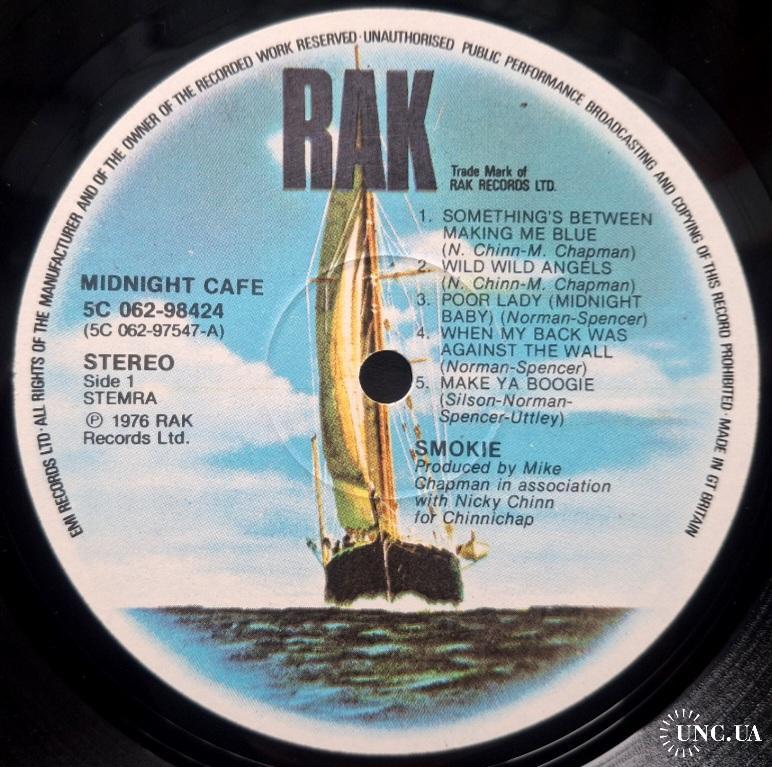 EMI RECORDS LTD · ALL RIGHTS OF THE MANUFACTURER AND OF THE OWNER OF THE RECORDED WORK RESERVED · UNAUTHORISED PUBLIC PERFORMANCE BROADCASTING AND COPYING OF THIS RECORD PROHIBITED · MADE IN GT BRITAIN
RAK
Trade Mark of
RAK RECORDS LTD.
MIDNIGHT CAFE
5C 062-98424
(5C 062-97547-A)
STEREO
Side 1
STEMRA
℗ 1976 RAK
Records Ltd.
1. SOMETHING'S BETWEEN
MAKING ME BLUE
(N. Chinn-M. Chapman)
2. WILD WILD ANGELS
(N. Chinn-M. Chapman)
3. POOR LADY (MIDNIGHT
BABY) (Norman-Spencer)
4. WHEN MY BACK WAS
AGAINST THE WALL
(Norman-Spencer)
5. MAKE YA BOOGIE
(Silson-Norman-
Spencer-Uttley)
SMOKIE
Produced by Mike
Chapman in association
with Nicky Chinn
for Chinnichap
UNC.UA